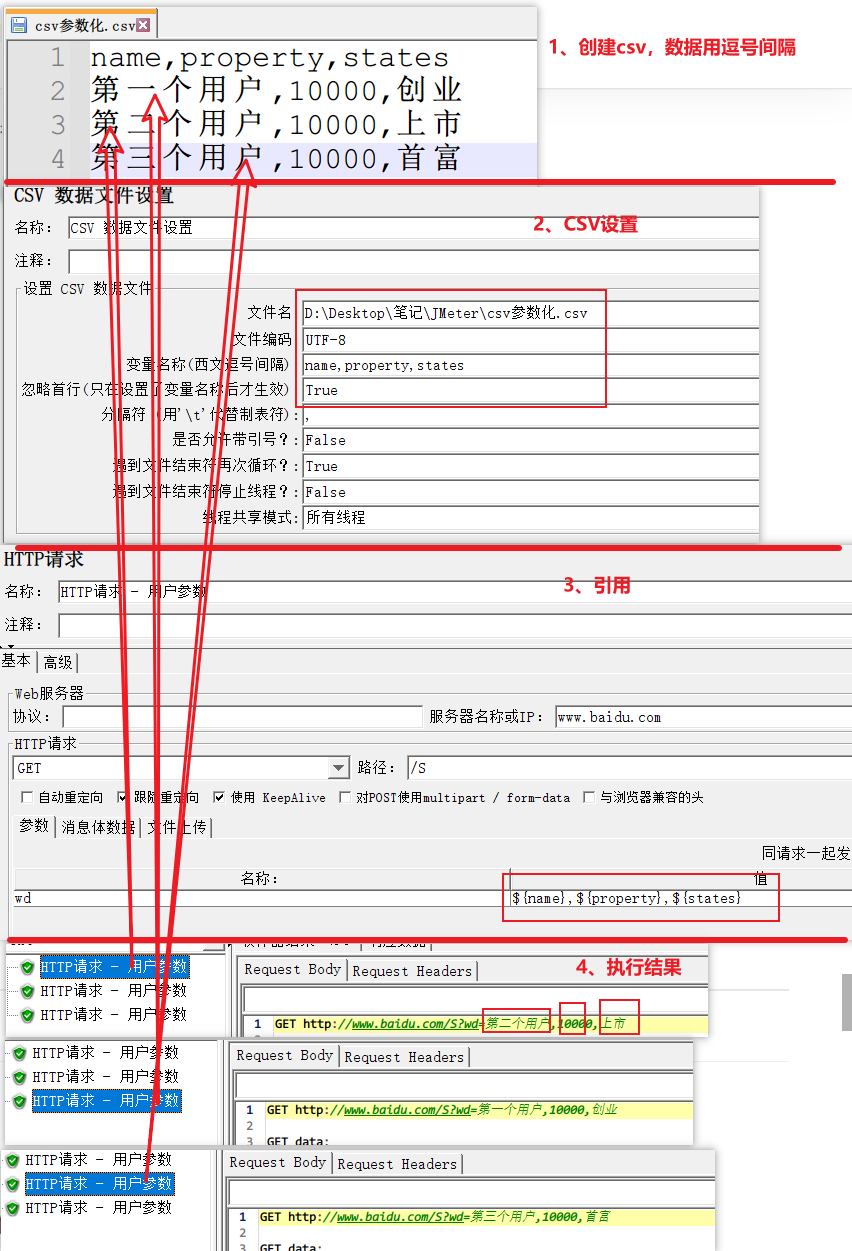 csv参数化.csv
1 name,property,states
2 第一个用户,10000,创业
3 第二个用户,10000,上市
4 第三个用户,10000,首富
1、创建csv，数据用逗号间隔
CSV 数据文件设置
2、CSV设置
名称： CSV 数据文件设置
注释：
设置 CSV 数据文件
文件名 D:\Desktop\笔记\JMeter\csv参数化.csv
文件编码 UTF-8
变量名称(西文逗号间隔) name,property,states
忽略首行(只在设置了变量名称后才生效) True
分隔符 (用'\t'代替制表符): ,
是否允许带引号？: False
遇到文件结束符再次循环？: True
遇到文件结束符停止线程？: False
线程共享模式: 所有线程
HTTP请求
3、引用
名称： HTTP请求 - 用户参数
注释：
基本 高级
Web服务器
协议： 服务器名称或IP： www.baidu.com
HTTP请求
GET 路径： /S
自动重定向 跟随重定向 使用 KeepAlive 对POST使用multipart / form-data 与浏览器兼容的头
参数 消息体数据 文件上传
同请求一起发
名称： 值
wd ${name},${property},${states}
4、执行结果
HTTP请求 - 用户参数
HTTP请求 - 用户参数
HTTP请求 - 用户参数
Request Body Request Headers
1 GET http://www.baidu.com/S?wd=第二个用户,10000,上市
HTTP请求 - 用户参数
HTTP请求 - 用户参数
HTTP请求 - 用户参数
Request Body Request Headers
1 GET http://www.baidu.com/S?wd=第一个用户,10000,创业
2
3 GET data:
HTTP请求 - 用户参数
HTTP请求 - 用户参数
HTTP请求 - 用户参数
Request Body Request Headers
1 GET http://www.baidu.com/S?wd=第三个用户,10000,首富
2
3 GET data: